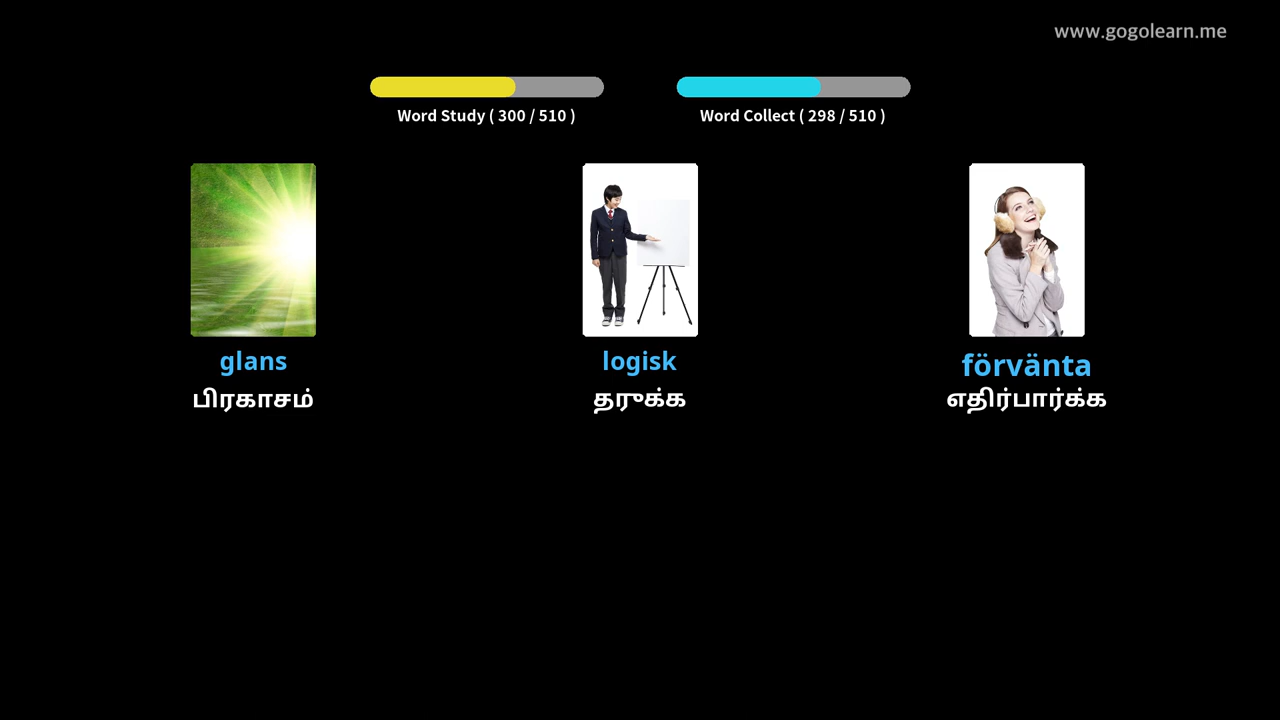 www.gogolearn.me
Word Study ( 300 / 510 )
Word Collect ( 298 / 510 )
glans
logisk
förvänta
பிரகாசம்
தருக்க
எதிர்பார்க்க